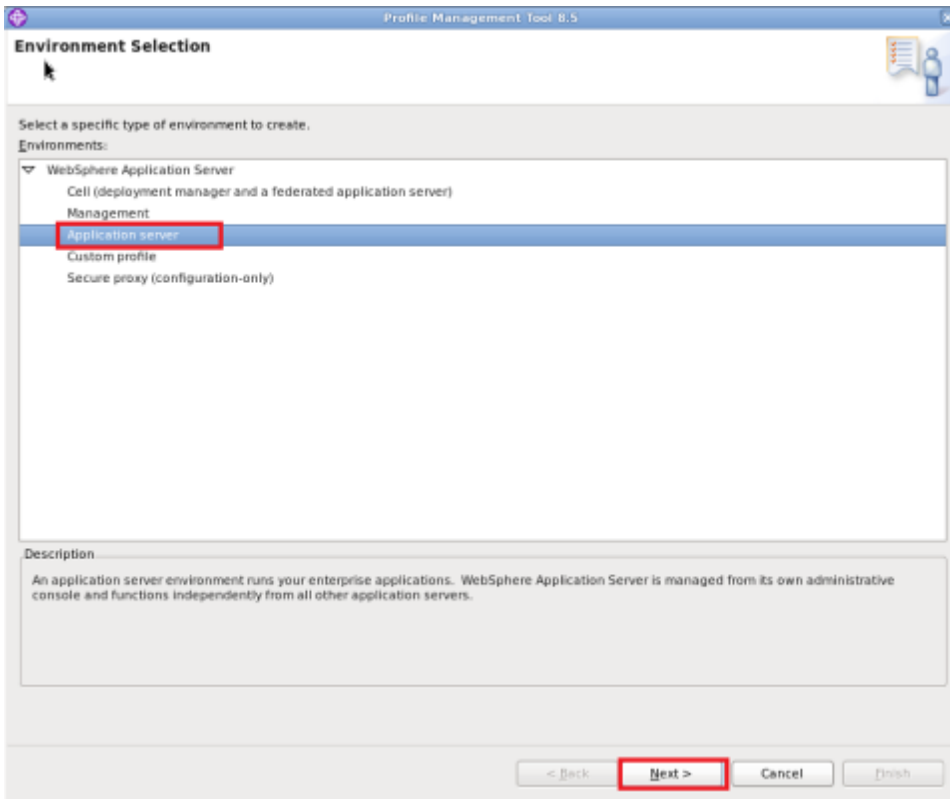 Profile Management Tool 8.5
Environment Selection
Select a specific type of environment to create.
Environments:
WebSphere Application Server
Cell (deployment manager and a federated application server)
Management
Application server
Custom profile
Secure proxy (configuration-only)
Description
An application server environment runs your enterprise applications. WebSphere Application Server is managed from its own administrative
console and functions independently from all other application servers.
< Back Next > Cancel Finish